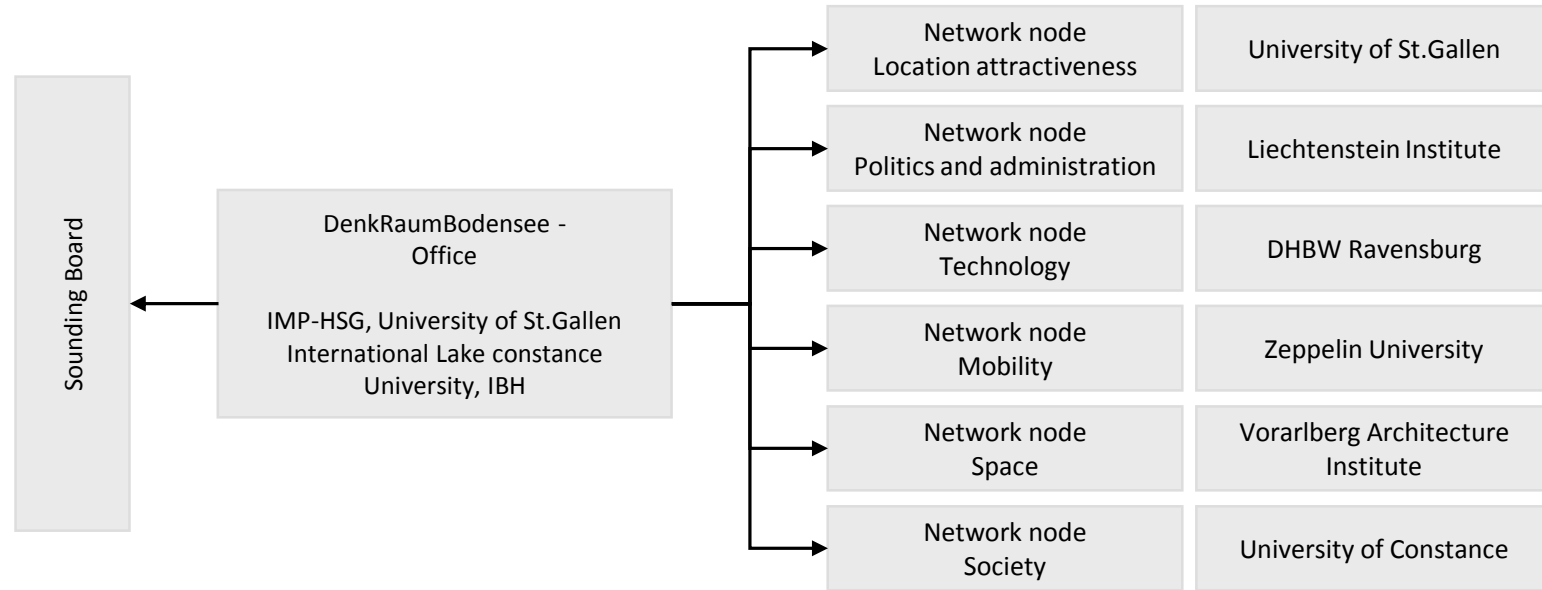 Sounding Board
DenkRaumBodensee -
Office
IMP-HSG, University of St.Gallen
International Lake constance
University, IBH
Network node
Location attractiveness
University of St.Gallen
Network node
Politics and administration
Liechtenstein Institute
Network node
Technology
DHBW Ravensburg
Network node
Mobility
Zeppelin University
Network node
Space
Vorarlberg Architecture
Institute
Network node
Society
University of Constance